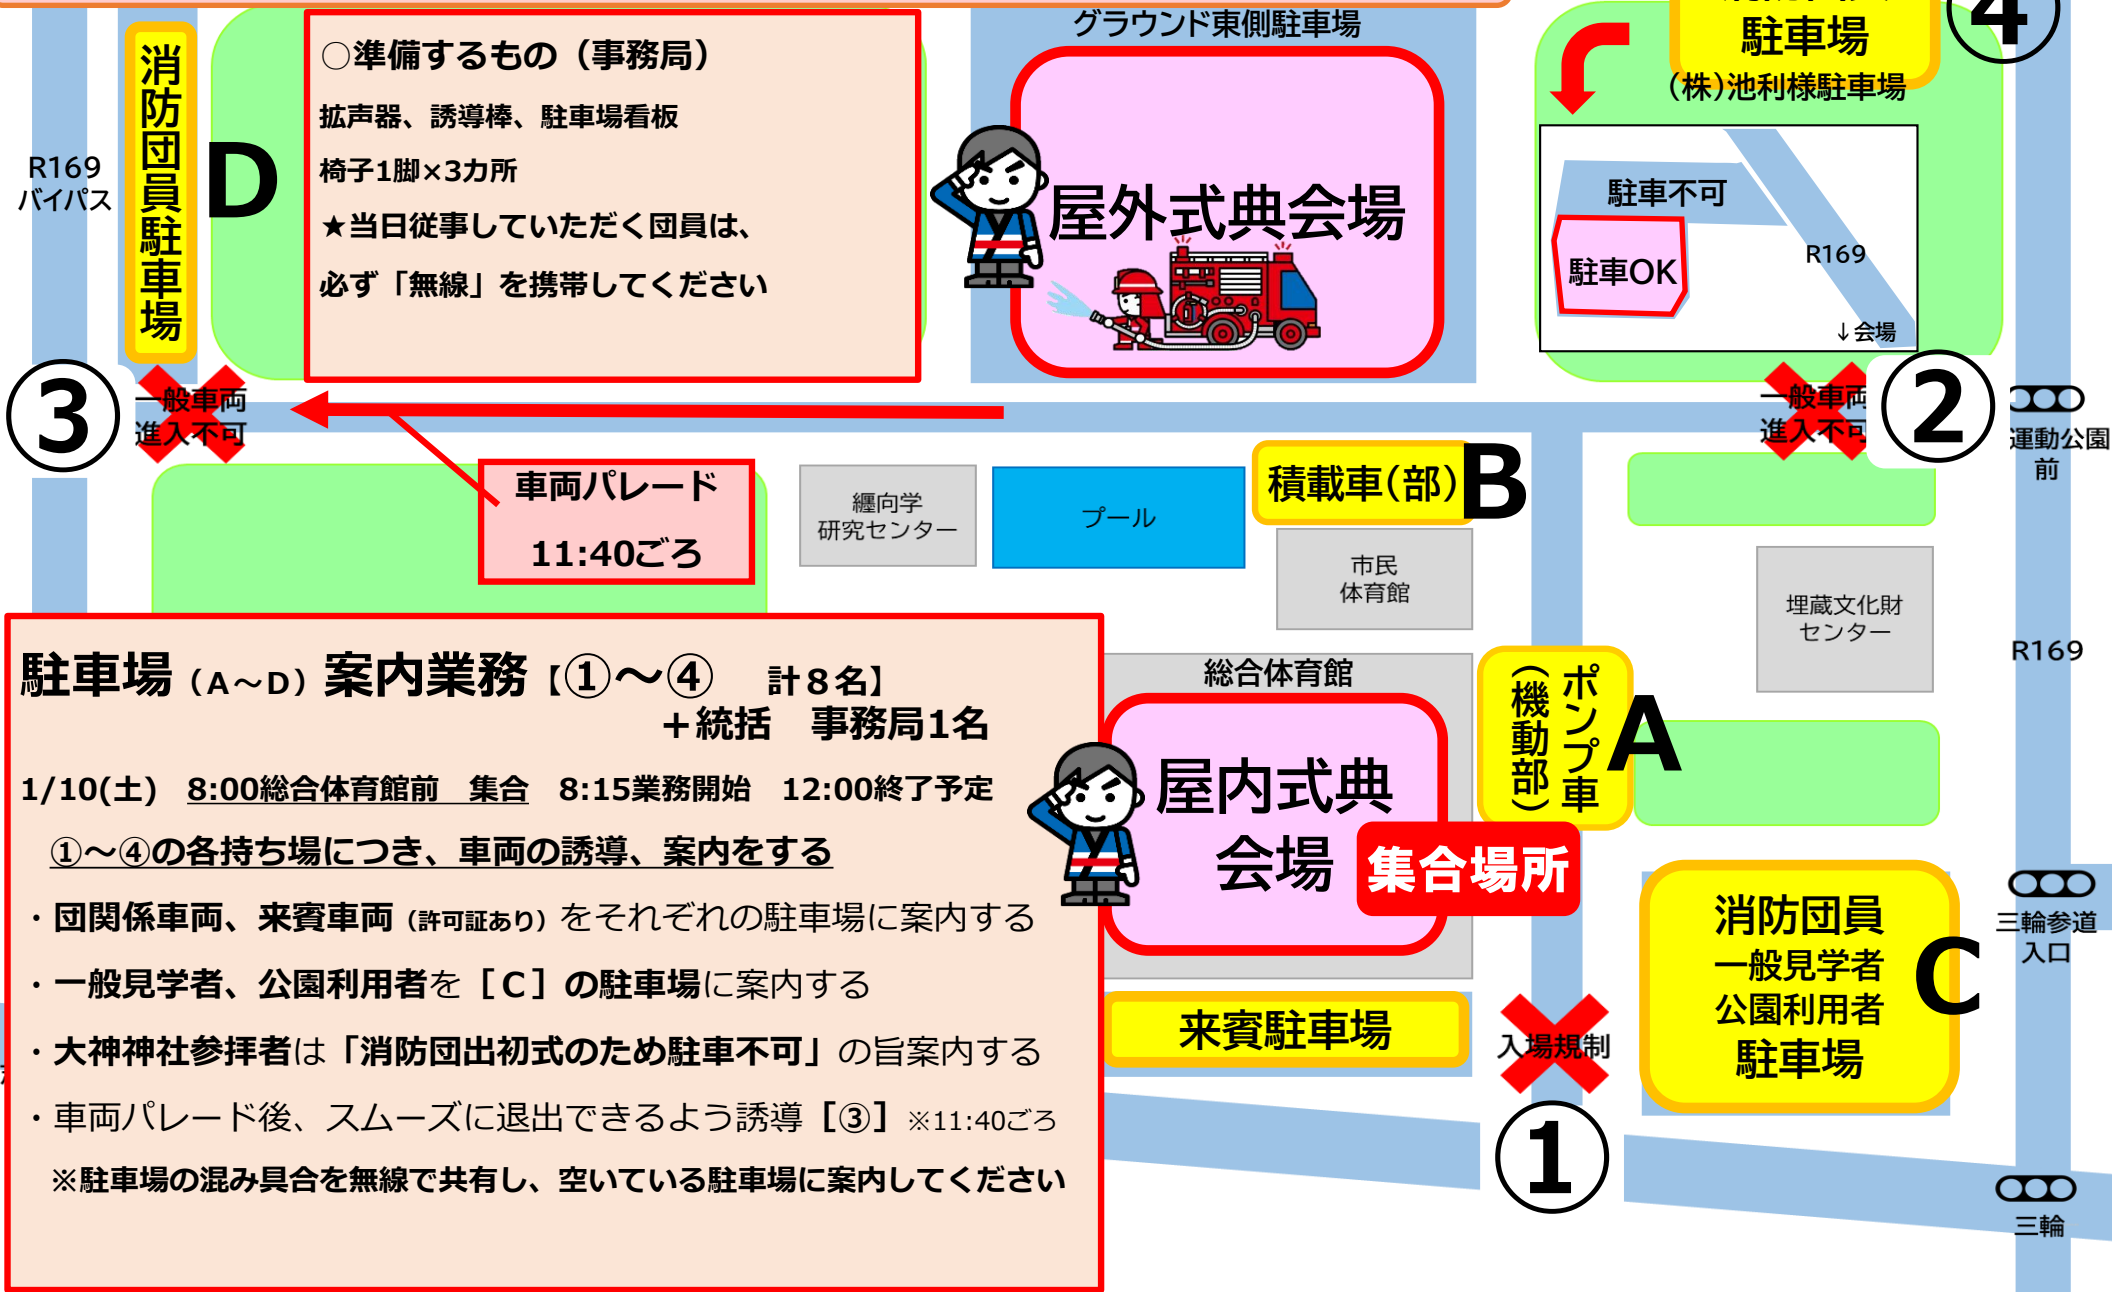 グラウンド東側駐車場
④
駐車場
(株)池利様駐車場
消防団員駐車場
D
R169
バイパス
○準備するもの（事務局）
拡声器、誘導棒、駐車場看板
椅子1脚×3カ所
★当日従事していただく団員は、
必ず「無線」を携帯してください
屋外式典会場
駐車不可
駐車OK
R169
↓会場
③
一般車両
進入不可
一般車両
進入不可
②
運動公園
前
車両パレード
11:40ごろ
纒向学
研究センター
プール
積載車(部)
B
市民
体育館
埋蔵文化財
センター
R169
駐車場（A～D）案内業務【①～④　計８名】
＋統括　事務局1名
1/10(土)　8:00総合体育館前　集合　8:15業務開始　12:00終了予定
①～④の各持ち場につき、車両の誘導、案内をする
・団関係車両、来賓車両（許可証あり）をそれぞれの駐車場に案内する
・一般見学者、公園利用者を［C］の駐車場に案内する
・大神神社参拝者は「消防団出初式のため駐車不可」の旨案内する
・車両パレード後、スムーズに退出できるよう誘導［③］※11:40ごろ
※駐車場の混み具合を無線で共有し、空いている駐車場に案内してください
総合体育館
屋内式典
会場
集合場所
ポンプ車
（機動部）
A
消防団員
一般見学者
公園利用者
駐車場
C
三輪参道
入口
来賓駐車場
入場規制
①
三輪